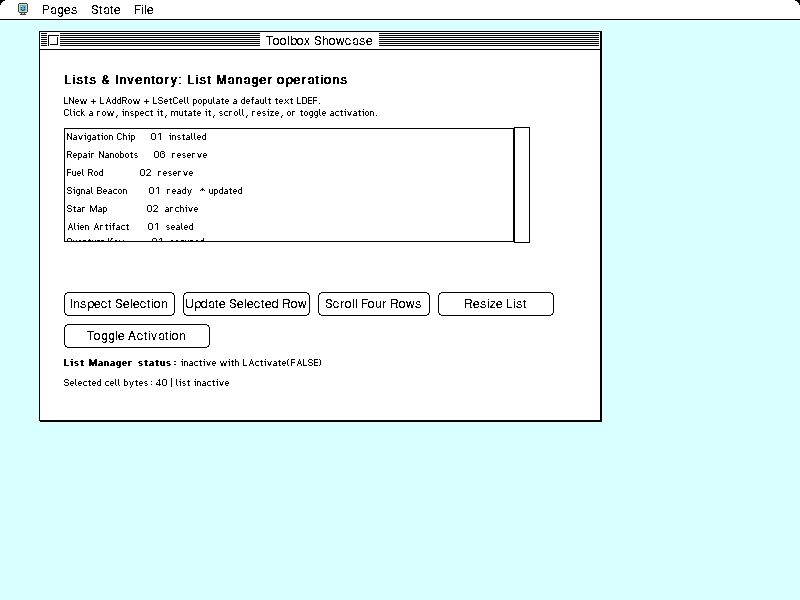 Pages State File
Toolbox Showcase
Lists & Inventory: List Manager operations
LNew + LAddRow + LSetCell populate a default text LDEF.
Click a row, inspect it, mutate it, scroll, resize, or toggle activation.
Navigation Chip 01 installed
Repair Nanobots 06 reserve
Fuel Rod 02 reserve
Signal Beacon 01 ready * updated
Star Map 02 archive
Alien Artifact 01 sealed
Inspect Selection Update Selected Row Scroll Four Rows Resize List
Toggle Activation
List Manager status: inactive with LActivate(FALSE)
Selected cell bytes: 40 | list inactive